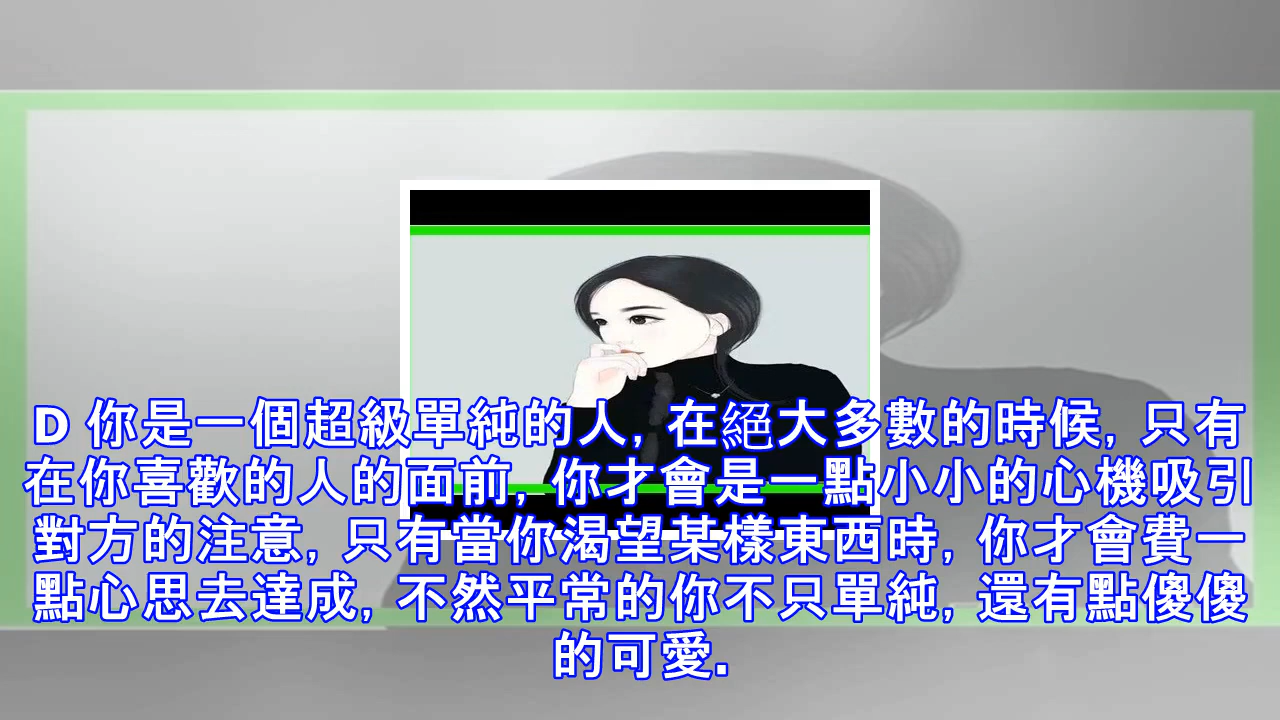 D 你是一個超級單純的人, 在絕大多數的時候, 只有
在你喜歡的人的面前, 你才會是一點小小的心機吸引
對方的注意, 只有當你渴望某樣東西時, 你才會費一
點心思去達成, 不然平常的你不只單純, 還有點傻傻
的可愛.